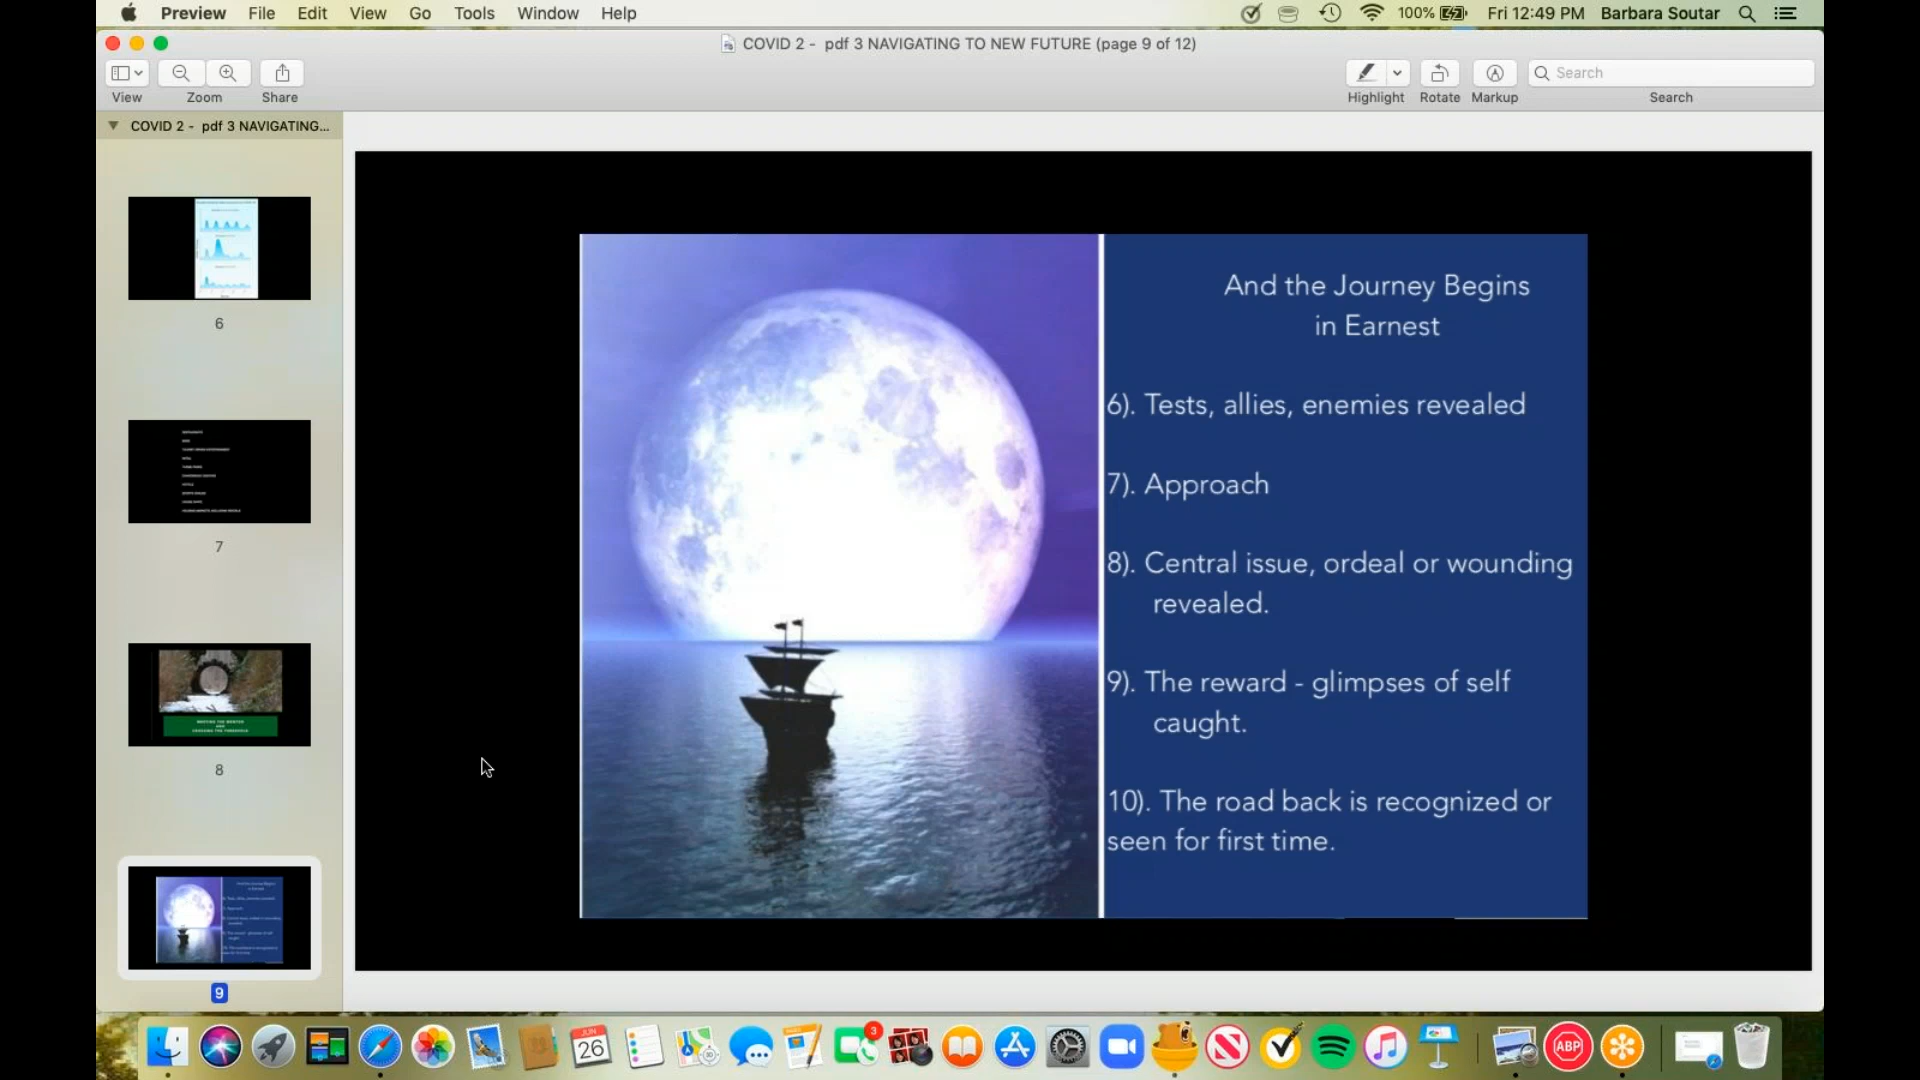 Preview File Edit View Go Tools Window Help
100% Fri 12:49 PM Barbara Soutar
COVID 2 - pdf 3 NAVIGATING TO NEW FUTURE (page 9 of 12)
Search
View Zoom Share Highlight Rotate Markup Search
COVID 2 - pdf 3 NAVIGATING...
6
7
8
9
And the Journey Begins
in Earnest
6). Tests, allies, enemies revealed
7). Approach
8). Central issue, ordeal or wounding
revealed.
9). The reward - glimpses of self
caught.
10). The road back is recognized or
seen for first time.
JUN
26
3
ABP